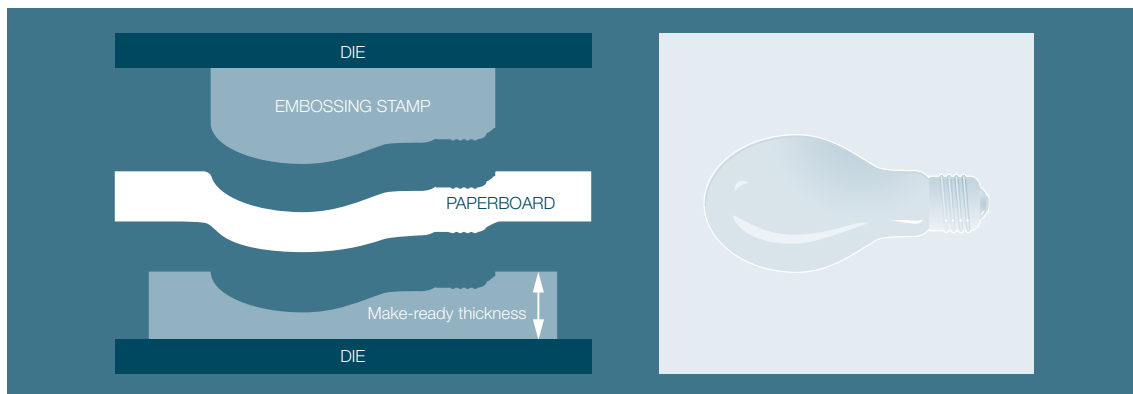 DIE
EMBOSSING STAMP
PAPERBOARD
Make-ready thickness
DIE